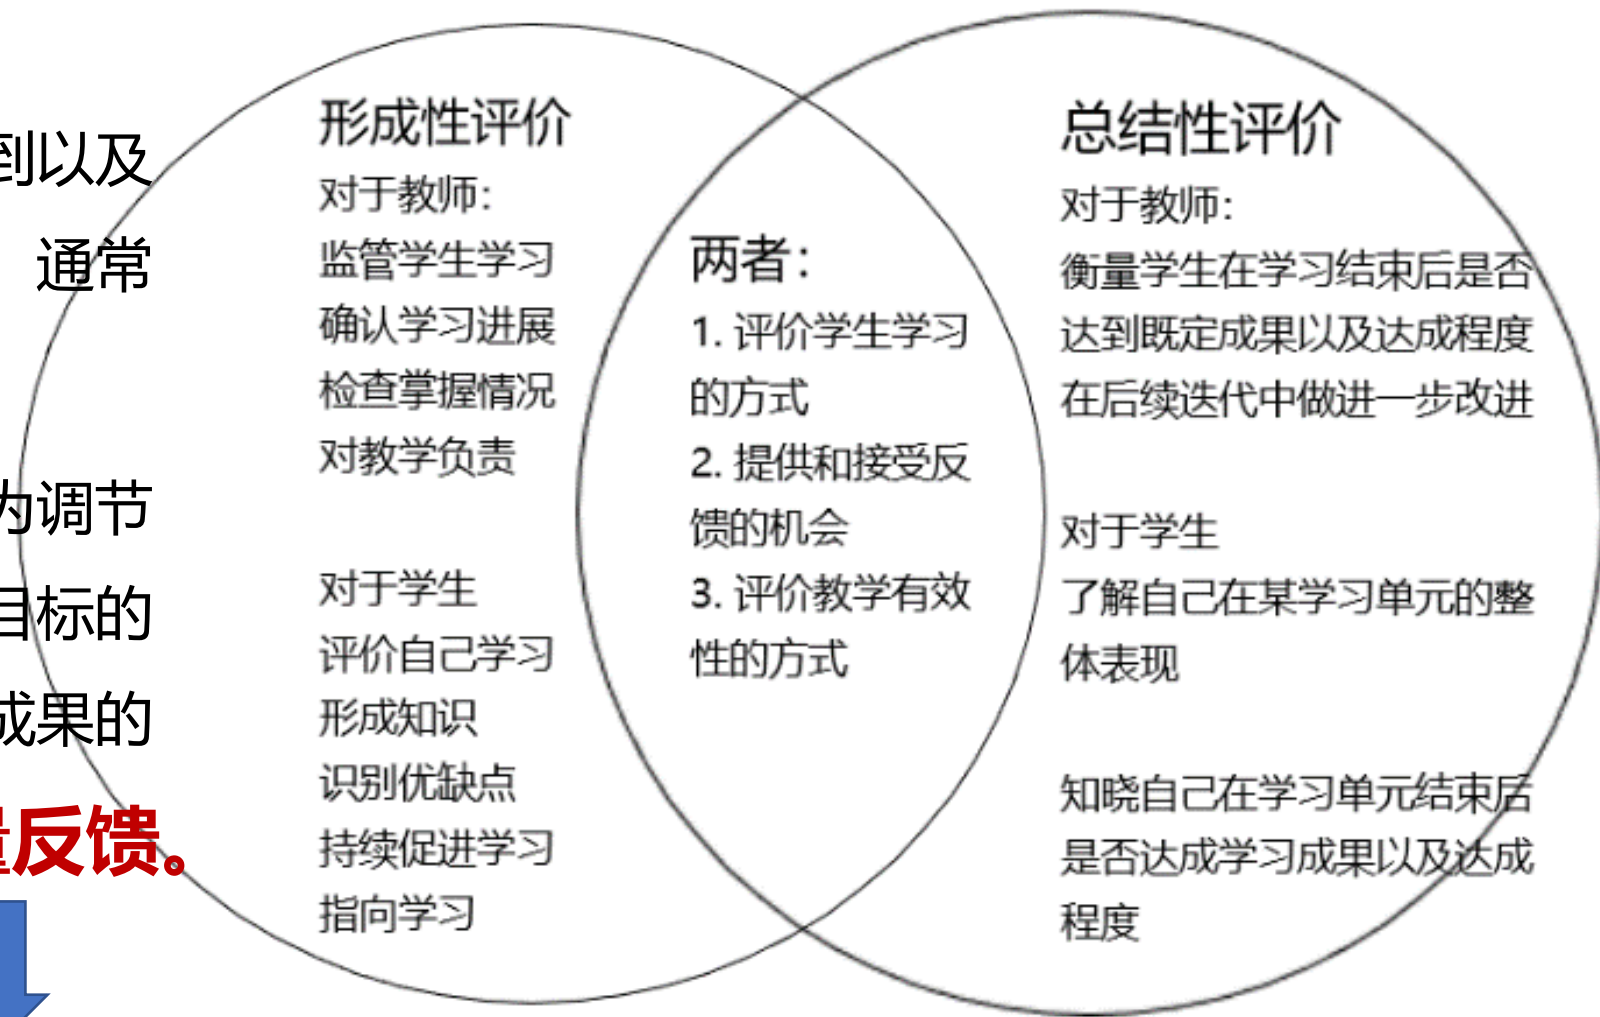 到以及
通常
为调节
目标的
成果的
量反馈。
形成性评价
对于教师：
监管学生学习
确认学习进展
检查掌握情况
对教学负责
对于学生
评价自己学习
形成知识
识别优缺点
持续促进学习
指向学习
两者：
1. 评价学生学习
的方式
2. 提供和接受反
馈的机会
3. 评价教学有效
性的方式
总结性评价
对于教师：
衡量学生在学习结束后是否
达到既定成果以及达成程度
在后续迭代中做进一步改进
对于学生
了解自己在某学习单元的整
体表现
知晓自己在学习单元结束后
是否达成学习成果以及达成
程度